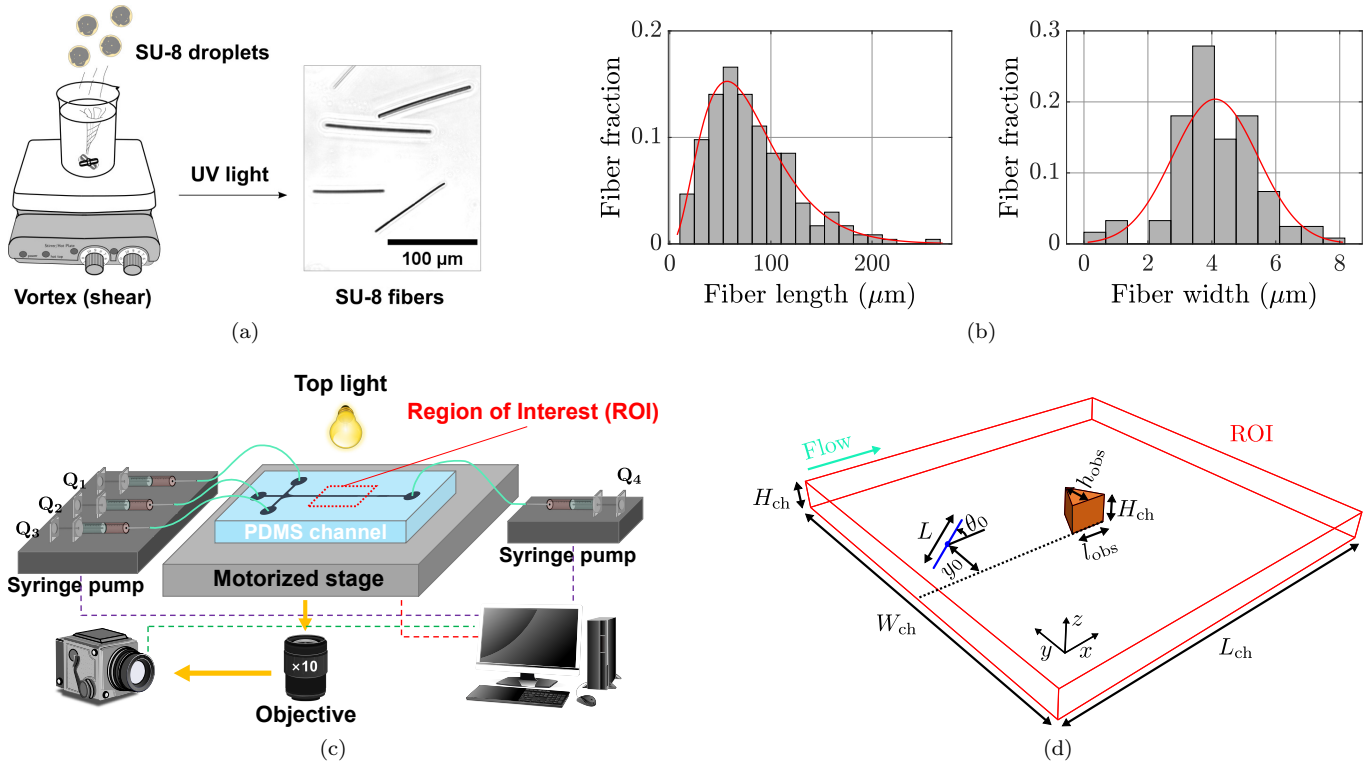 SU-8 droplets
UV light
100 μm
Vortex (shear)
SU-8 fibers
(a)
0.2
0.1
0
Fiber fraction
0 100 200
Fiber length (μm)
0.3
0.2
0.1
0
Fiber fraction
0 2 4 6 8
Fiber width (μm)
(b)
Top light
Region of Interest (ROI)
Q1
Q2
Q3
Q4
PDMS channel
Syringe pump
Motorized stage
Syringe pump
×10
Objective
(c)
Flow
ROI
Hch
hobs
Hch
lobs
L
θ0
y0
Wch
z
y
x
Lch
(d)